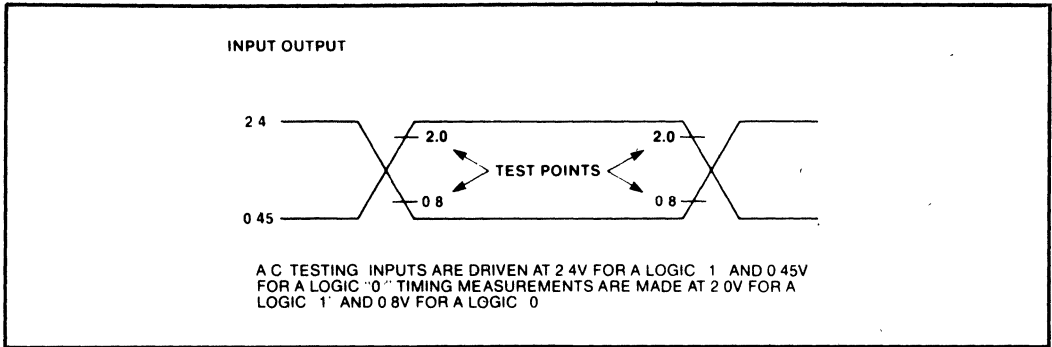 INPUT OUTPUT
2 4
2.0
2.0
TEST POINTS
0 8
0 8
0 45
A C TESTING INPUTS ARE DRIVEN AT 2 4V FOR A LOGIC 1 AND 0 45V
FOR A LOGIC "0" TIMING MEASUREMENTS ARE MADE AT 2 0V FOR A
LOGIC 1' AND 0 8V FOR A LOGIC 0